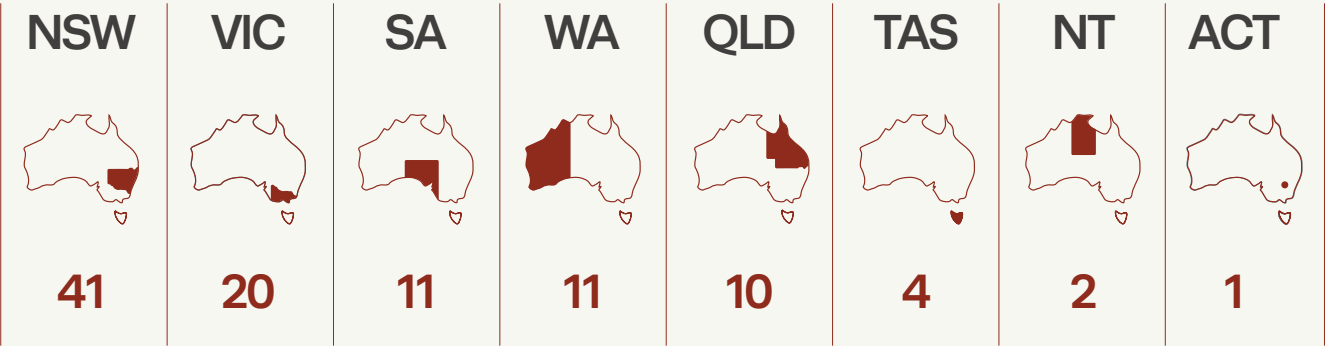 NSW VIC SA WA QLD TAS NT ACT
41 20 11 11 10 4 2 1